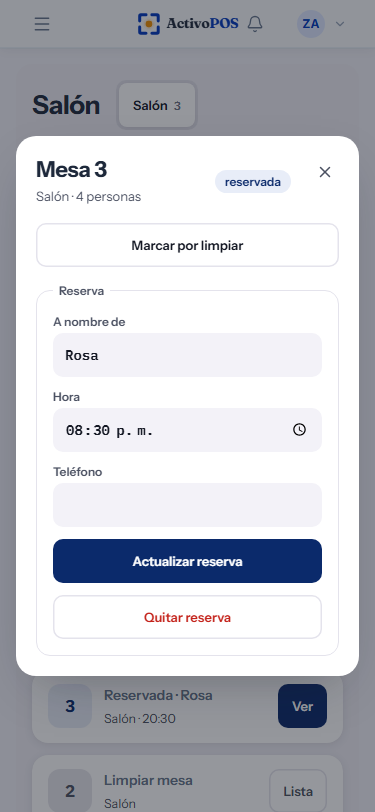 ActivoPOS
ZA
Salón
Salón 3
Mesa 3
Salón · 4 personas
reservada
Marcar por limpiar
Reserva
A nombre de
Rosa
Hora
08:30 p. m.
Teléfono
Actualizar reserva
Quitar reserva
3
Reservada · Rosa
Salón · 20:30
Ver
2
Limpiar mesa
Salón
Lista